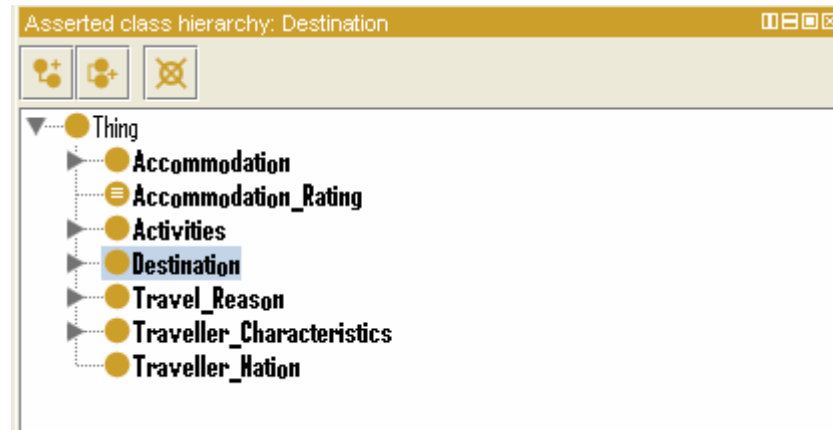 Asserted class hierarchy: Destination
Thing
Accommodation
Accommodation_Rating
Activities
Destination
Travel_Reason
Traveller_Characteristics
Traveller_Nation